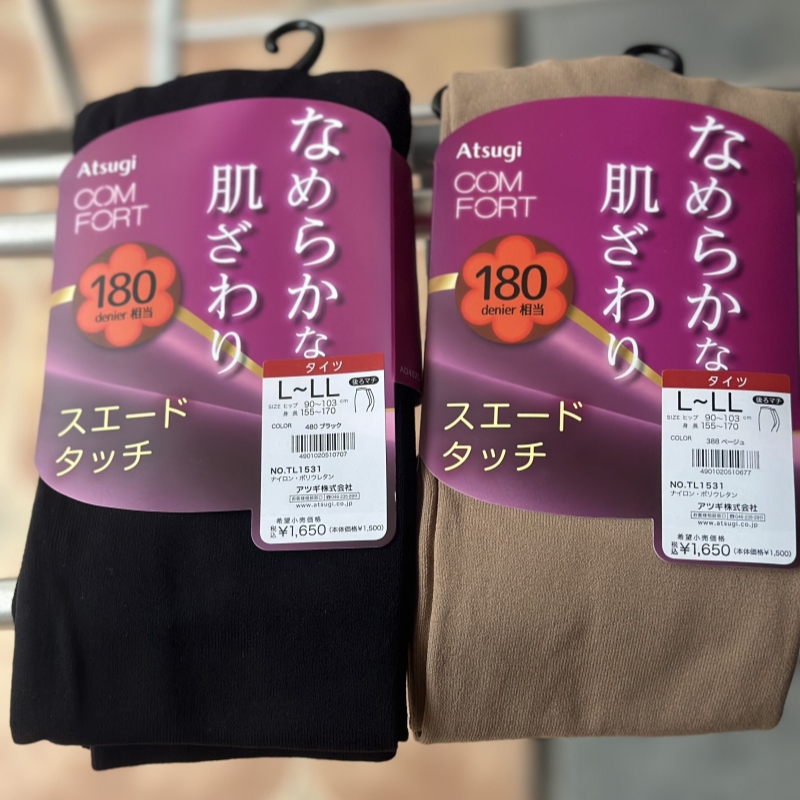 Atsugi
COM
FORT
180
denier 相当
なめらかな
肌ざわり
スエード
タッチ
タイツ
L~LL
後ろマチ
SIZE ヒップ 90~103 cm
身長 155~170
COLOR 480 ブラック
4901020510707
NO.TL1531
ナイロン・ポリウレタン
アツギ株式会社
www.atsugi.co.jp
希望小売価格
税込 ¥1,650 (本体価格¥1,500)
Atsugi
COM
FORT
180
denier 相当
なめらかな
肌ざわり
スエード
タッチ
タイツ
L~LL
後ろマチ
SIZE ヒップ 90~103 cm
身長 155~170
COLOR 388 ベージュ
4901020510677
NO.TL1531
ナイロン・ポリウレタン
アツギ株式会社
www.atsugi.co.jp
希望小売価格
税込 ¥1,650 (本体価格¥1,500)